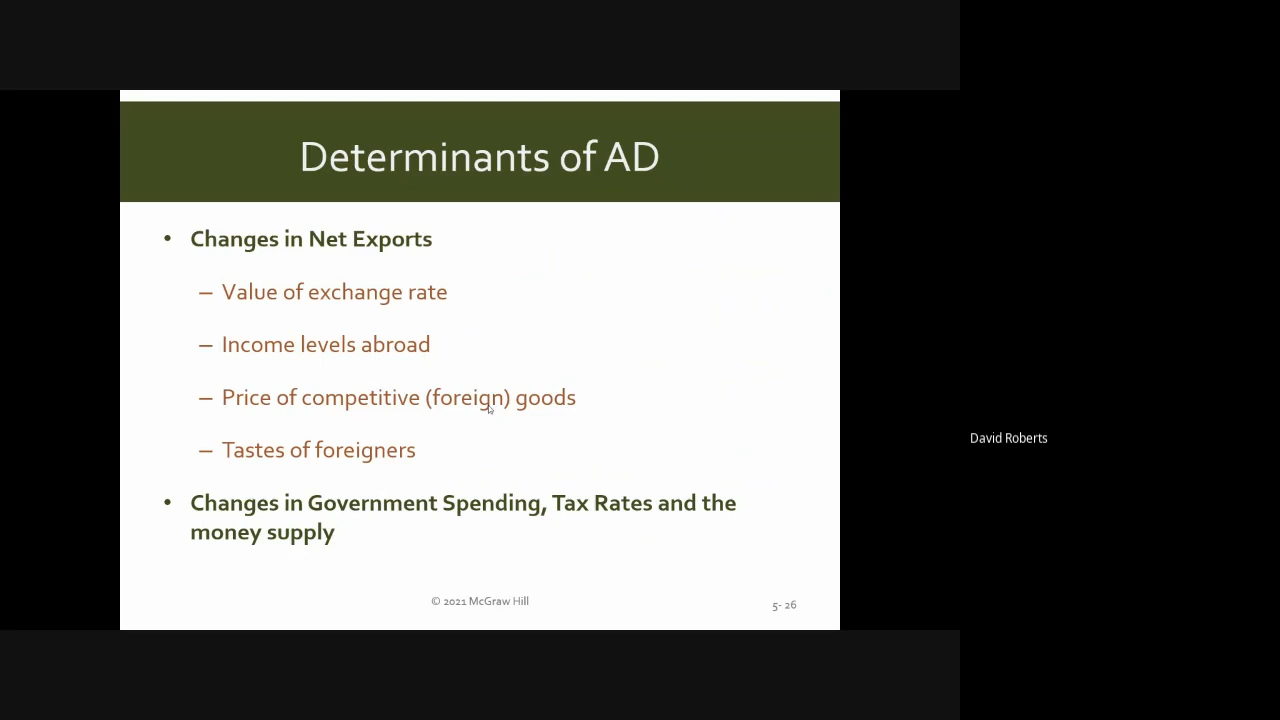 Determinants of AD
• Changes in Net Exports
– Value of exchange rate
– Income levels abroad
– Price of competitive (foreign) goods
– Tastes of foreigners
• Changes in Government Spending, Tax Rates and the
money supply
© 2021 McGraw Hill
5- 26
David Roberts